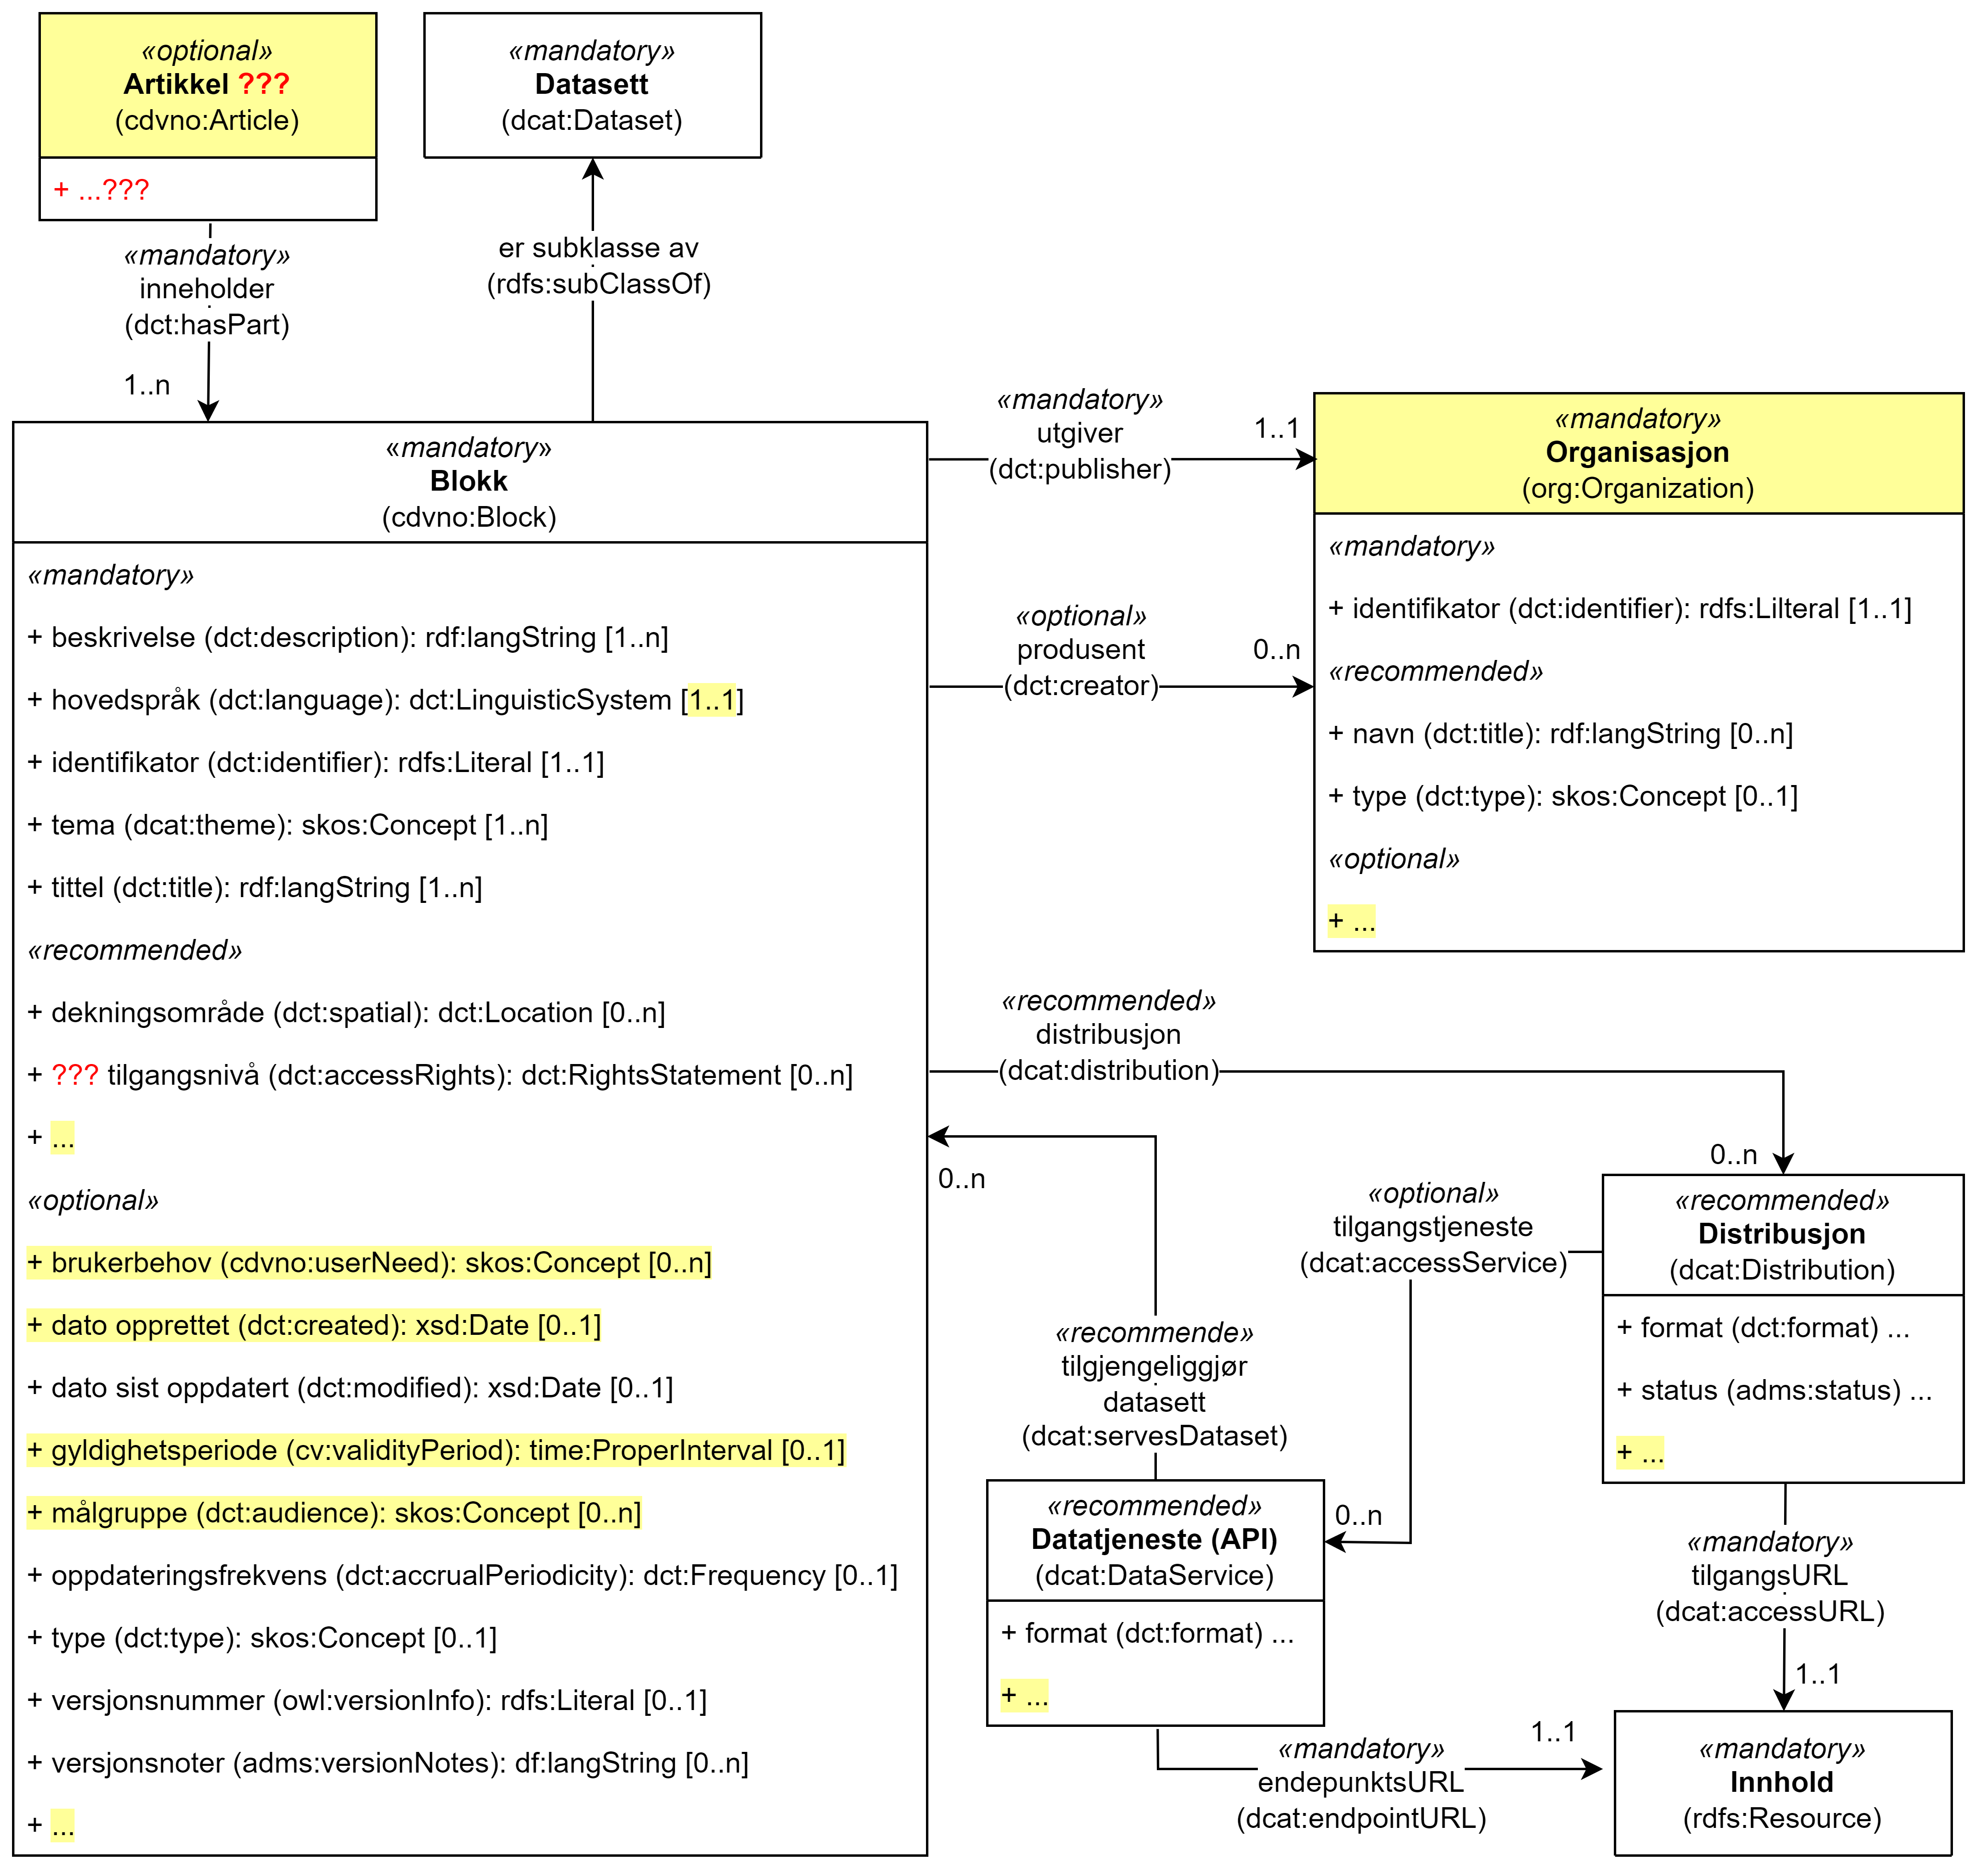 «optional»
Artikkel ???
(cdvno:Article)
+ ...???
«mandatory»
Datasett
(dcat:Dataset)
«mandatory»
inneholder
(dct:hasPart)
1..n
er subklasse av
(rdfs:subClassOf)
«mandatory»
Blokk
(cdvno:Block)
«mandatory»
+ beskrivelse (dct:description): rdf:langString [1..n]
+ hovedspråk (dct:language): dct:LinguisticSystem [1..1]
+ identifikator (dct:identifier): rdfs:Literal [1..1]
+ tema (dcat:theme): skos:Concept [1..n]
+ tittel (dct:title): rdf:langString [1..n]
«recommended»
+ dekningsområde (dct:spatial): dct:Location [0..n]
+ ??? tilgangsnivå (dct:accessRights): dct:RightsStatement [0..n]
+ ...
«optional»
+ brukerbehov (cdvno:userNeed): skos:Concept [0..n]
+ dato opprettet (dct:created): xsd:Date [0..1]
+ dato sist oppdatert (dct:modified): xsd:Date [0..1]
+ gyldighetsperiode (cv:validityPeriod): time:ProperInterval [0..1]
+ målgruppe (dct:audience): skos:Concept [0..n]
+ oppdateringsfrekvens (dct:accrualPeriodicity): dct:Frequency [0..1]
+ type (dct:type): skos:Concept [0..1]
+ versjonsnummer (owl:versionInfo): rdfs:Literal [0..1]
+ versjonsnoter (adms:versionNotes): df:langString [0..n]
+ ...
«mandatory»
utgiver
(dct:publisher)
1..1
«optional»
produsent
(dct:creator)
0..n
«mandatory»
Organisasjon
(org:Organization)
«mandatory»
+ identifikator (dct:identifier): rdfs:Lilteral [1..1]
«recommended»
+ navn (dct:title): rdf:langString [0..n]
+ type (dct:type): skos:Concept [0..1]
«optional»
+ ...
«recommended»
distribusjon
(dcat:distribution)
0..n
0..n
«optional»
tilgangstjeneste
(dcat:accessService)
0..n
«recommended»
Distribusjon
(dcat:Distribution)
+ format (dct:format) ...
+ status (adms:status) ...
+ ...
«recommende»
tilgjengeliggjør
datasett
(dcat:servesDataset)
«recommended»
Datatjeneste (API)
(dcat:DataService)
+ format (dct:format) ...
+ ...
«mandatory»
tilgangsURL
(dcat:accessURL)
1..1
«mandatory»
endepunktsURL
(dcat:endpointURL)
1..1
«mandatory»
Innhold
(rdfs:Resource)